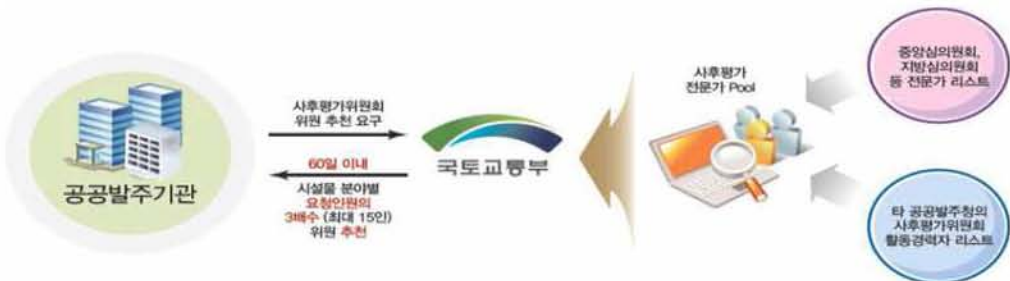 공공발주기관
사후평가위원회
위원 추천 요구
60일 이내
시설물 분야별
요청인원의
3배수 (최대 15인)
위원 추천
국토교통부
사후평가
전문가 Pool
중앙심의원회,
지방심의원회
등 전문가 리스트
타 공공발주청의
사후평가위원회
활동경력자 리스트